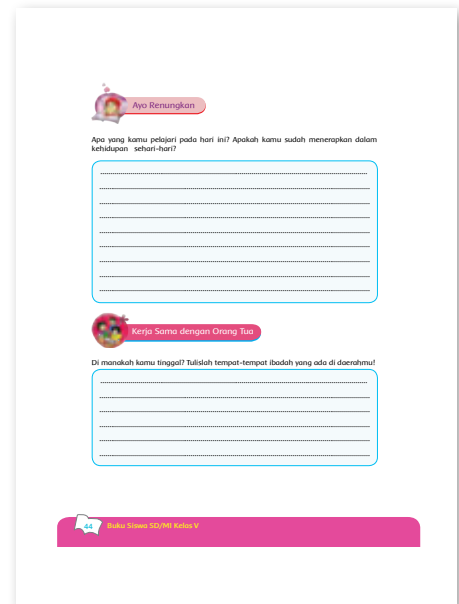 Ayo Renungkan
Apa yang kamu pelajari pada hari ini? Apakah kamu sudah menerapkan dalam
kehidupan sehari-hari?
Kerja Sama dengan Orang Tua
Di manakah kamu tinggal? Tulislah tempat-tempat ibadah yang ada di daerahmu!
44 Buku Siswa SD/MI Kelas V